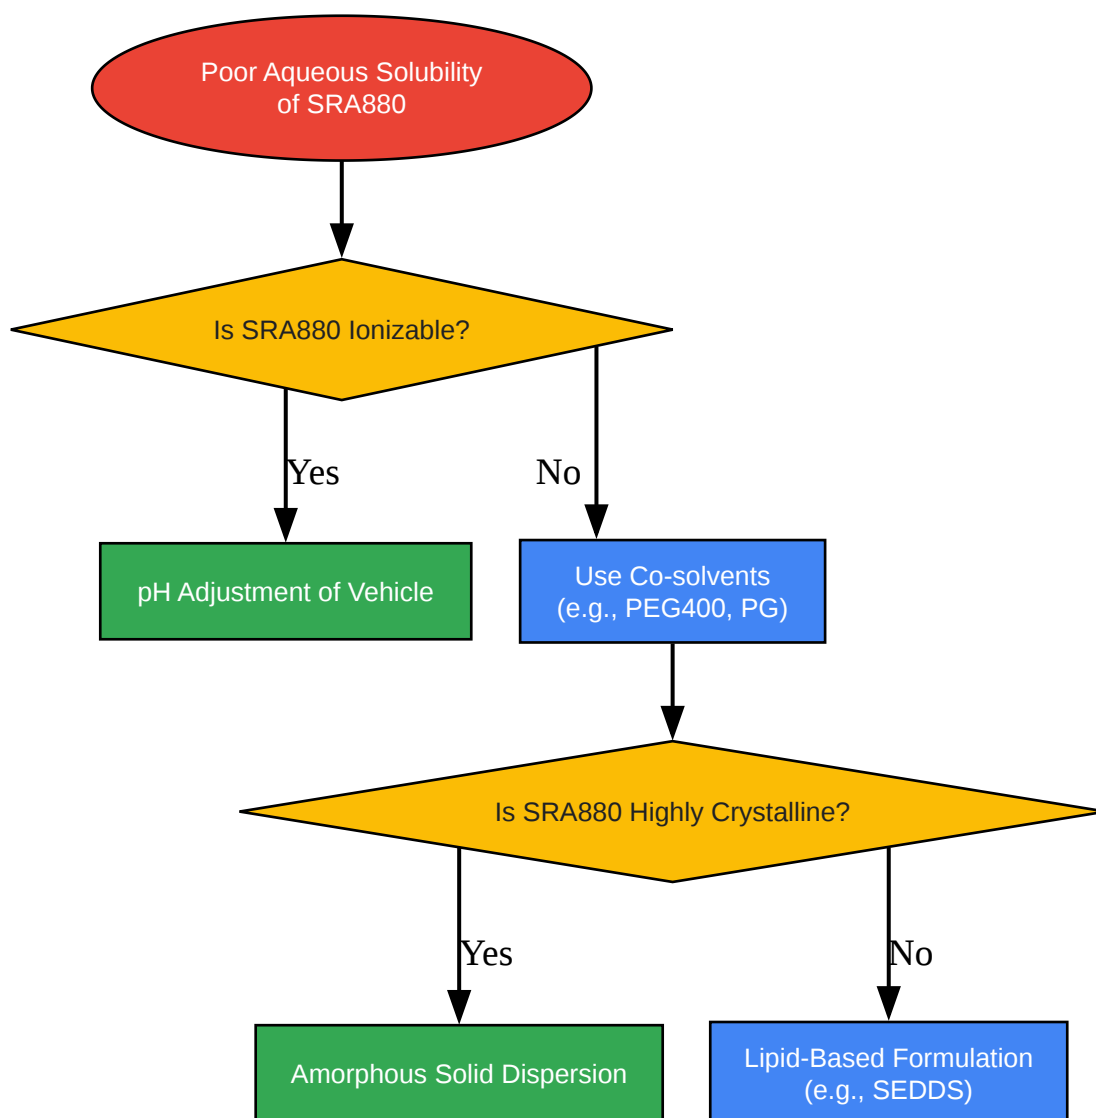 Poor Aqueous Solubility
of SRA880
Is SRA880 Ionizable?
Yes
No
pH Adjustment of Vehicle
Use Co-solvents
(e.g., PEG400, PG)
Is SRA880 Highly Crystalline?
Yes
No
Amorphous Solid Dispersion
Lipid-Based Formulation
(e.g., SEDDS)